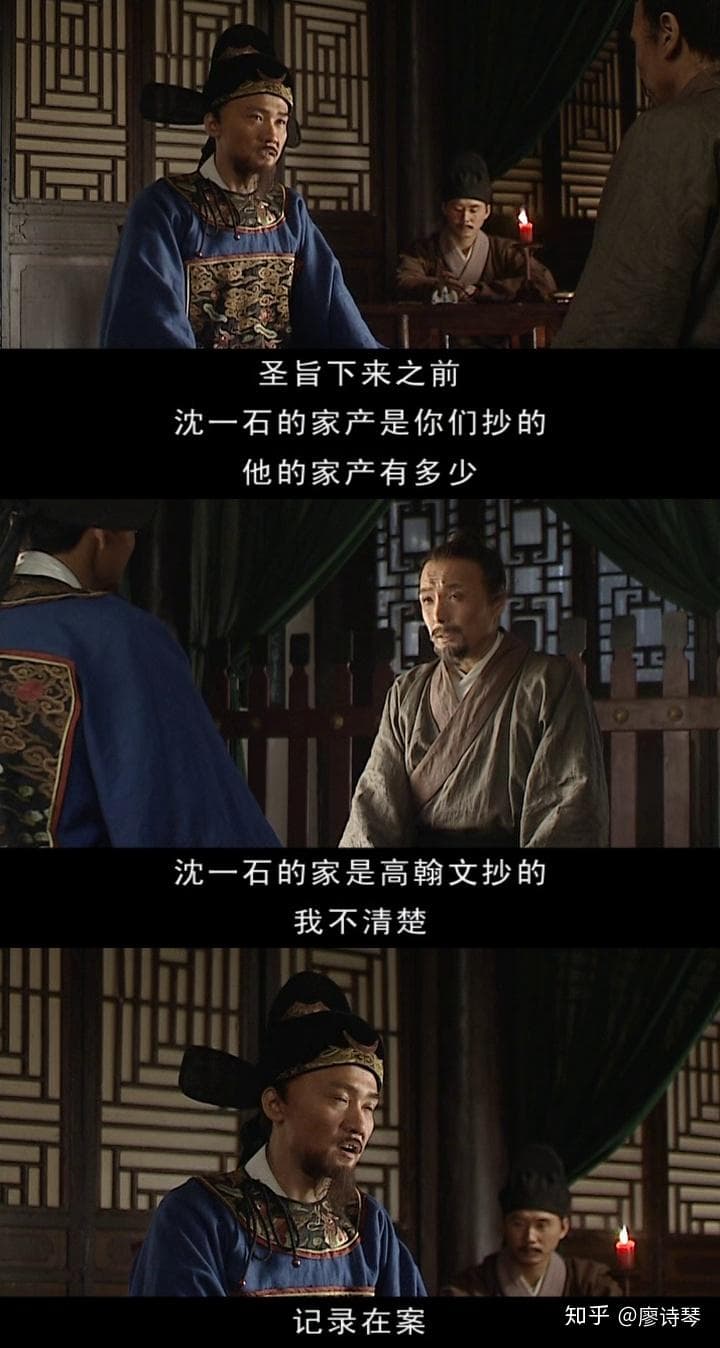 圣旨下来之前
沈一石的家产是你们抄的
他的家产有多少
沈一石的家是高翰文抄的
我不清楚
记录在案
知乎 @廖诗琴